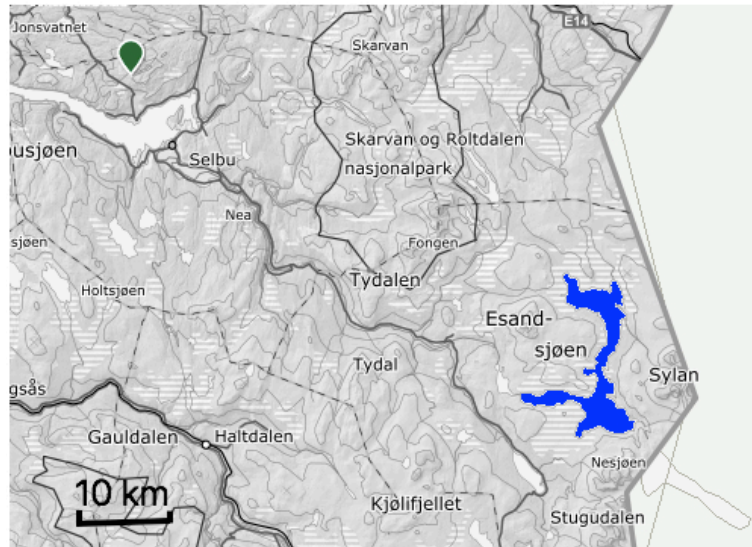 Jonsvatnet
Skarvan
E14
usjøen
Selbu
Skarvan og Roltdalen
nasjonalpark
Nea
sjøen
Fongen
Holtsjøen
Tydalen
Esand-
sjøen
Tydal
Sylan
gsås
Gauldalen
Haltdalen
Nesjøen
10 km
Kjølifjellet
Stugudalen